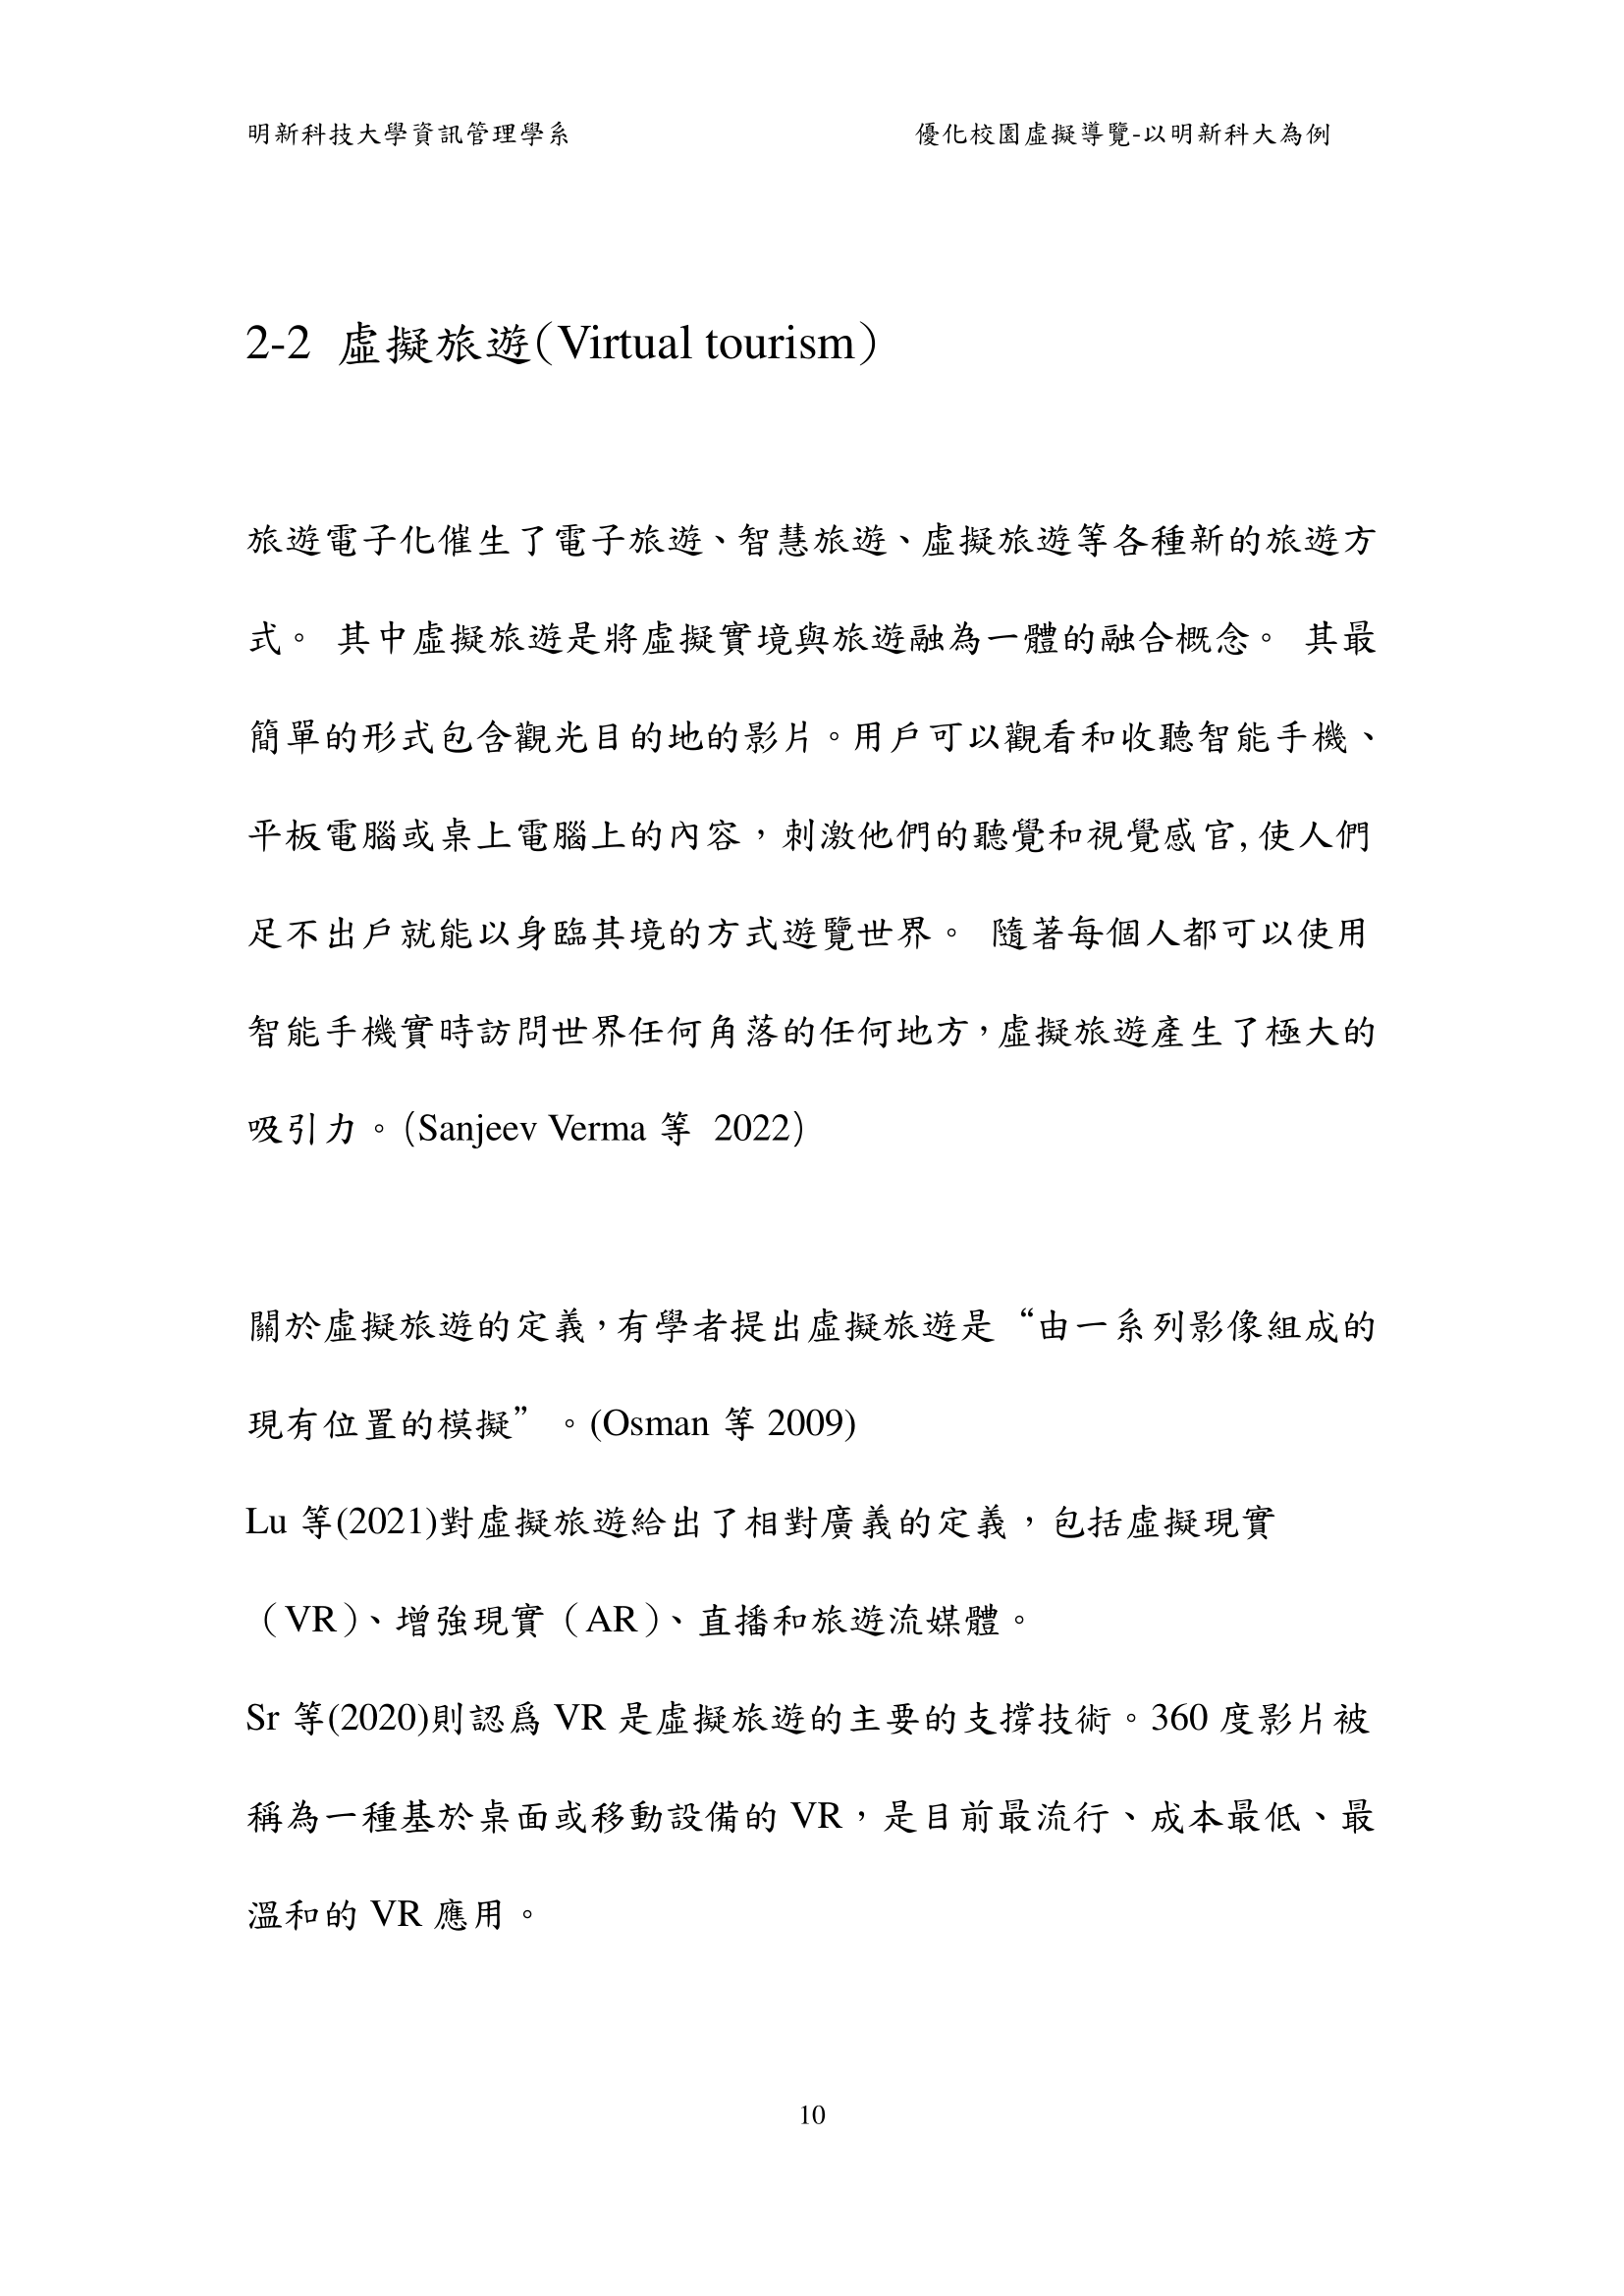 明新科技大學資訊管理學系 優化校園虛擬導覽-以明新科大為例
2-2 虛擬旅遊(Virtual tourism)
旅遊電子化催生了電子旅遊、智慧旅遊、虛擬旅遊等各種新的旅遊方
式。 其中虛擬旅遊是將虛擬實境與旅遊融為一體的融合概念。 其最
簡單的形式包含觀光目的地的影片。用戶可以觀看和收聽智能手機、
平板電腦或桌上電腦上的內容，刺激他們的聽覺和視覺感官,使人們
足不出戶就能以身臨其境的方式遊覽世界。 隨著每個人都可以使用
智能手機實時訪問世界任何角落的任何地方，虛擬旅遊產生了極大的
吸引力。(Sanjeev Verma 等 2022)
關於虛擬旅遊的定義，有學者提出虛擬旅遊是“由一系列影像組成的
現有位置的模擬”。(Osman 等 2009)
Lu 等(2021)對虛擬旅遊給出了相對廣義的定義，包括虛擬現實
（VR）、增強現實（AR）、直播和旅遊流媒體。
Sr 等(2020)則認爲 VR 是虛擬旅遊的主要的支撐技術。360 度影片被
稱為一種基於桌面或移動設備的 VR，是目前最流行、成本最低、最
溫和的 VR 應用。
10